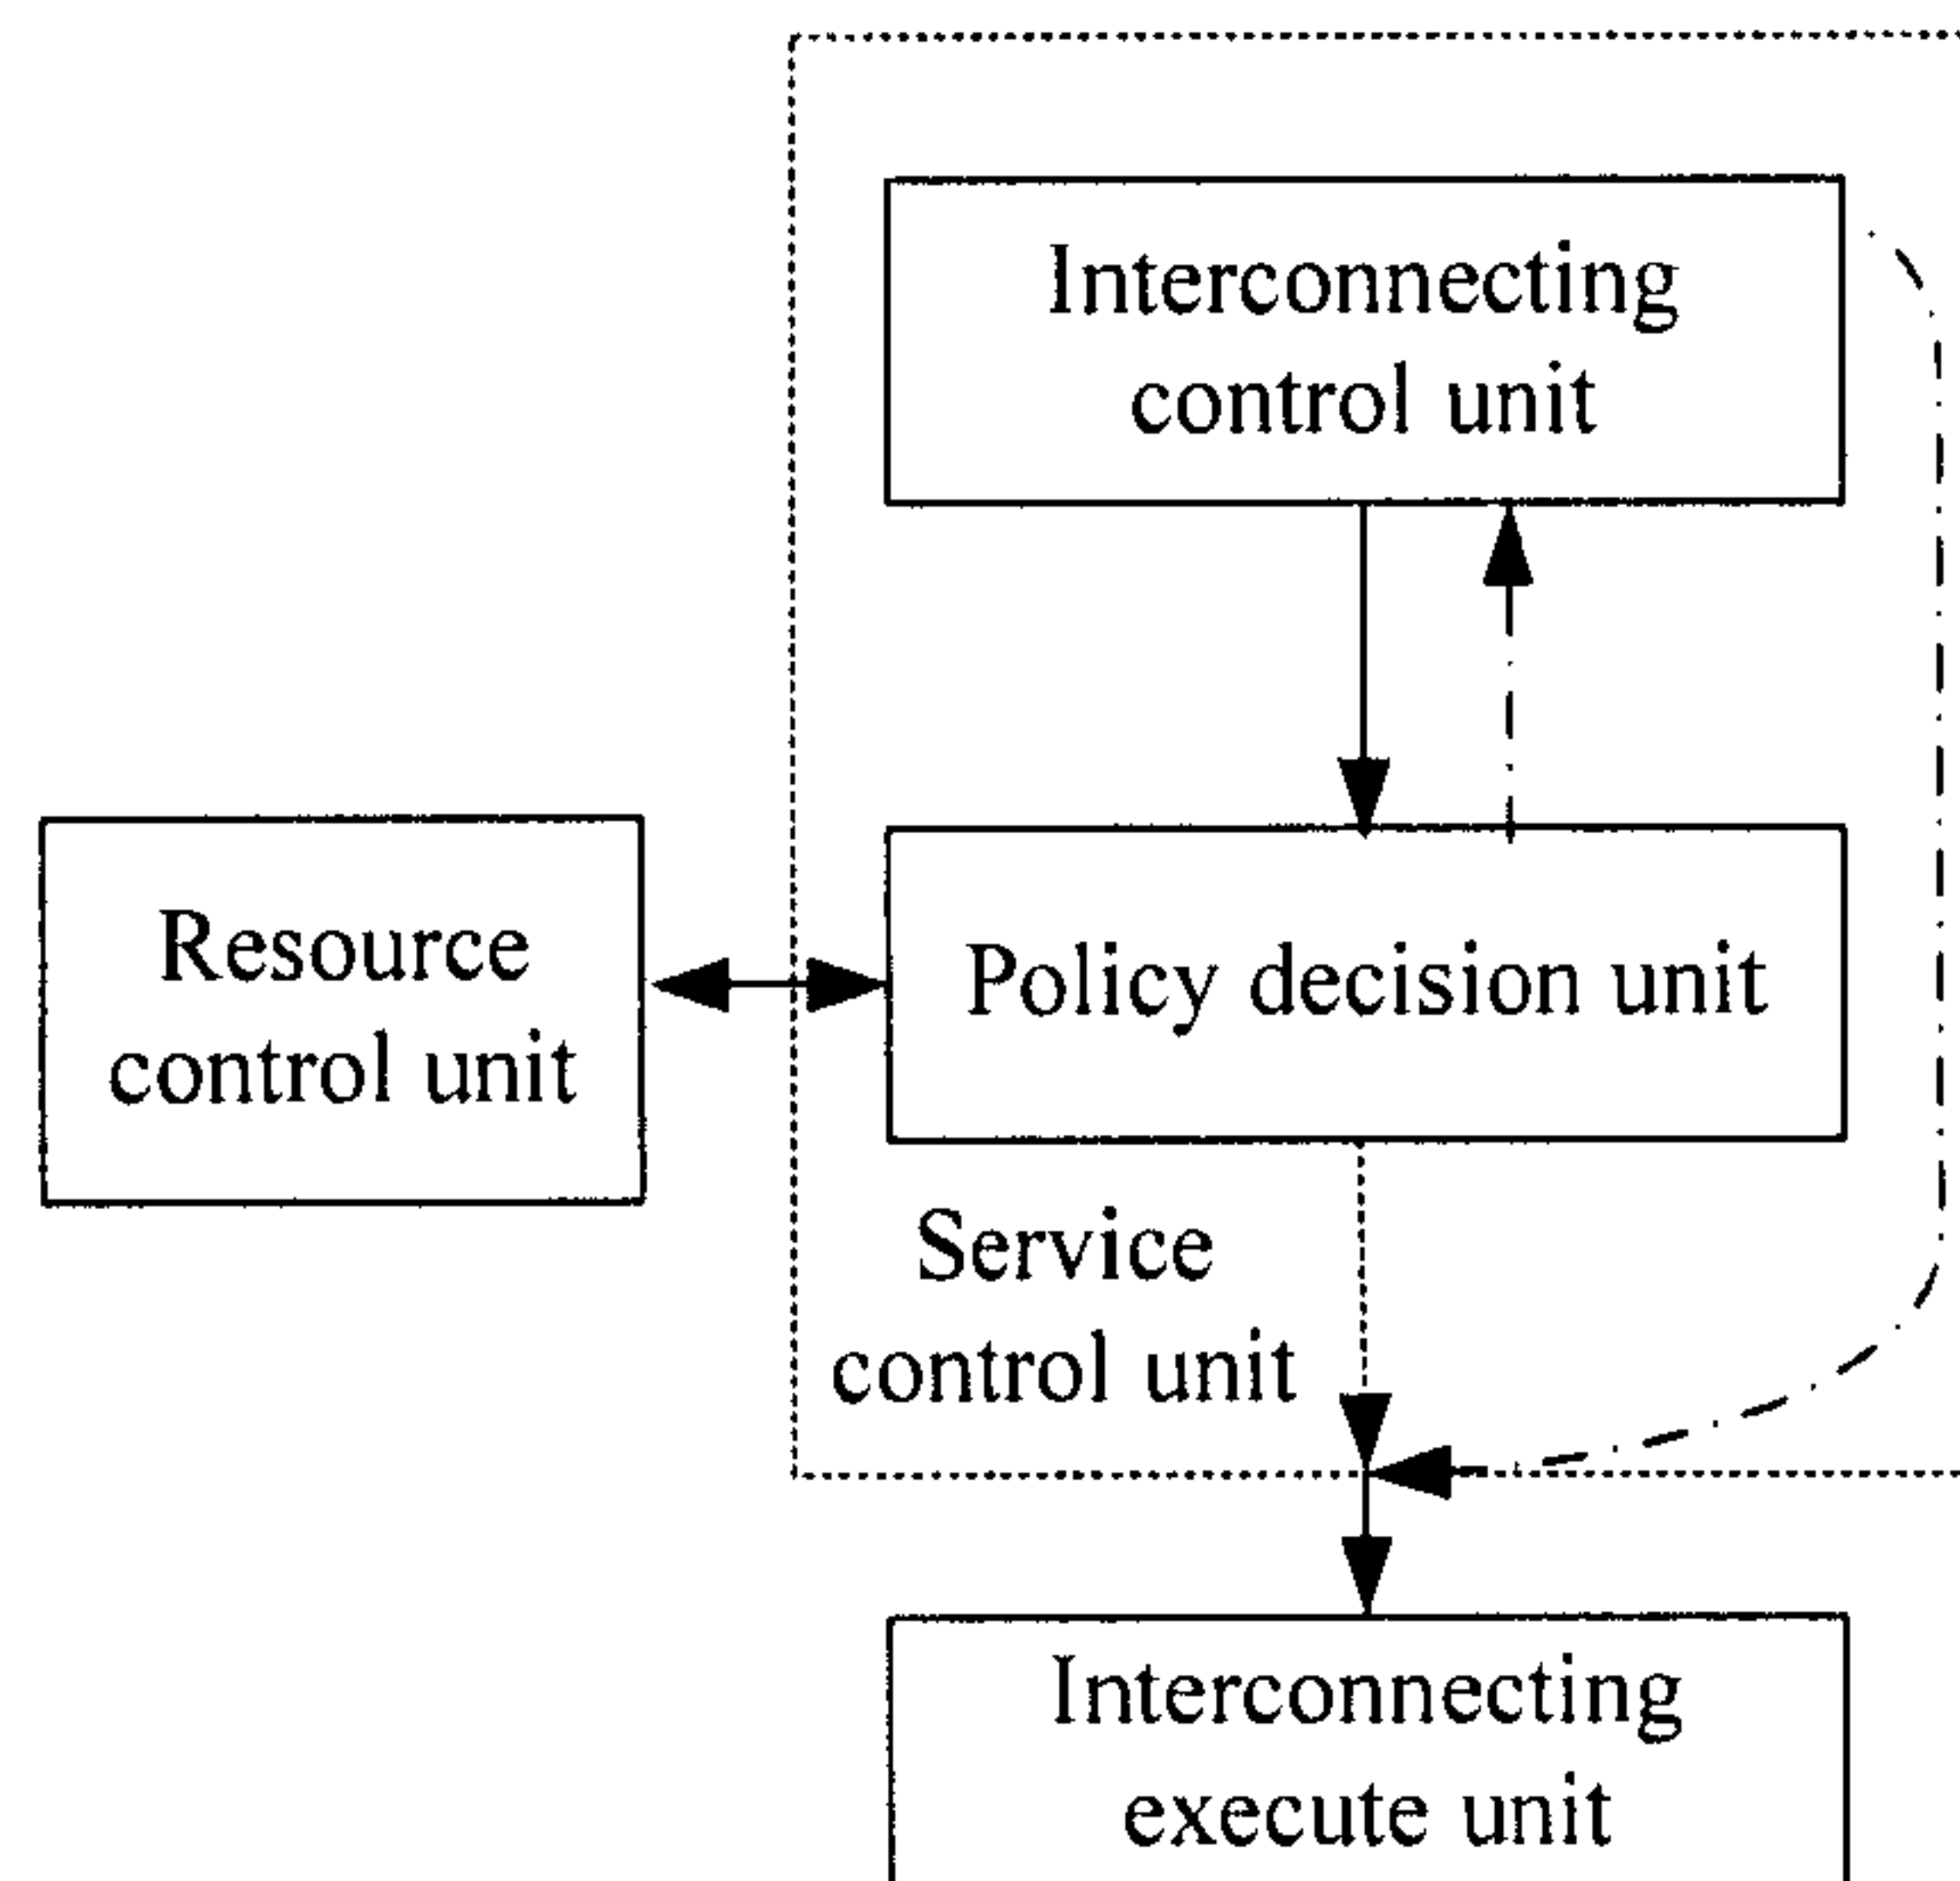 Interconnecting
control unit
Resource
control unit
Policy decision unit
Service
control unit
Interconnecting
execute unit